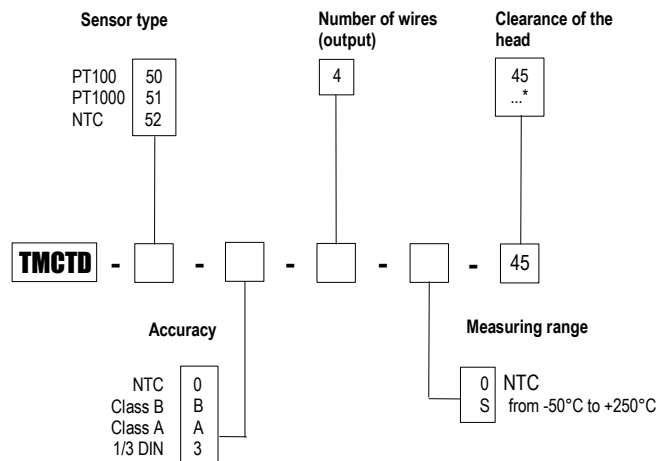 Sensor type
PT100 50
PT1000 51
NTC 52
Number of wires
(output)
4
Clearance of the
head
45
...*
TMCTD - - - - - 45
Accuracy
NTC 0
Class B B
Class A A
1/3 DIN 3
Measuring range
0 NTC
S from -50°C to +250°C